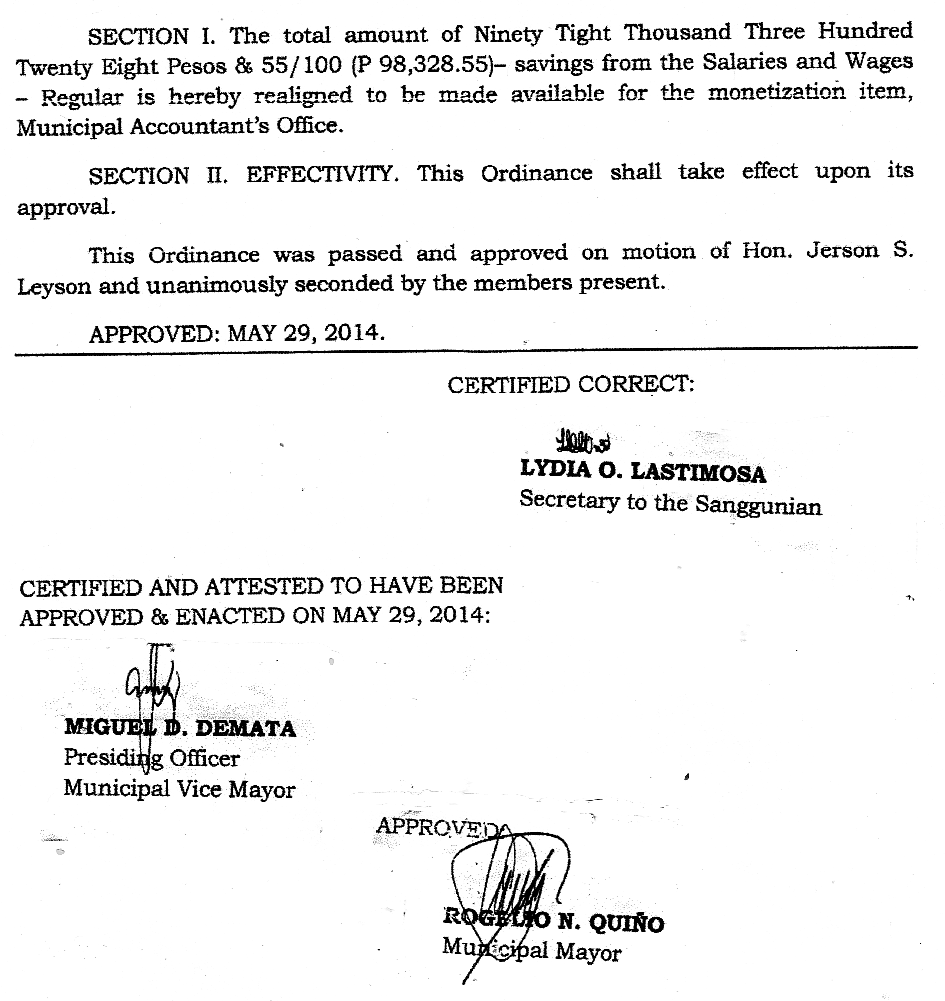 SECTION I. The total amount of Ninety Tight Thousand Three Hundred
Twenty Eight Pesos & 55/100 (P 98,328.55)– savings from the Salaries and Wages
– Regular is hereby realigned to be made available for the monetization item,
Municipal Accountant's Office.
SECTION II. EFFECTIVITY. This Ordinance shall take effect upon its
approval.
This Ordinance was passed and approved on motion of Hon. Jerson S.
Leyson and unanimously seconded by the members present.
APPROVED: MAY 29, 2014.
CERTIFIED CORRECT:
LYDIA O. LASTIMOSA
Secretary to the Sanggunian
CERTIFIED AND ATTESTED TO HAVE BEEN
APPROVED & ENACTED ON MAY 29, 2014:
MIGUEL D. DEMATA
Presiding Officer
Municipal Vice Mayor
APPROVED
ROGELIO N. QUIÑO
Municipal Mayor